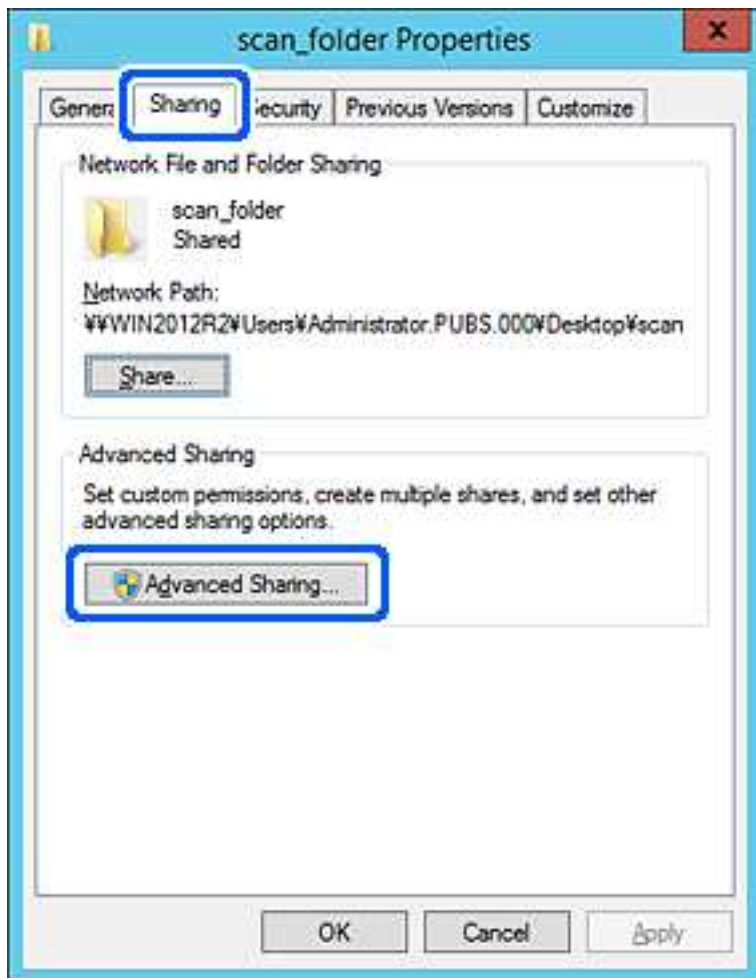 scan_folder Properties
x
Genera Sharing Security Previous Versions Customize
Network File and Folder Sharing
scan_folder
Shared
Network Path:
¥¥WIN2012R2¥Users¥Administrator.PUBS.000¥Desktop¥scan
Share...
Advanced Sharing
Set custom permissions, create multiple shares, and set other
advanced sharing options.
Advanced Sharing...
OK Cancel Apply